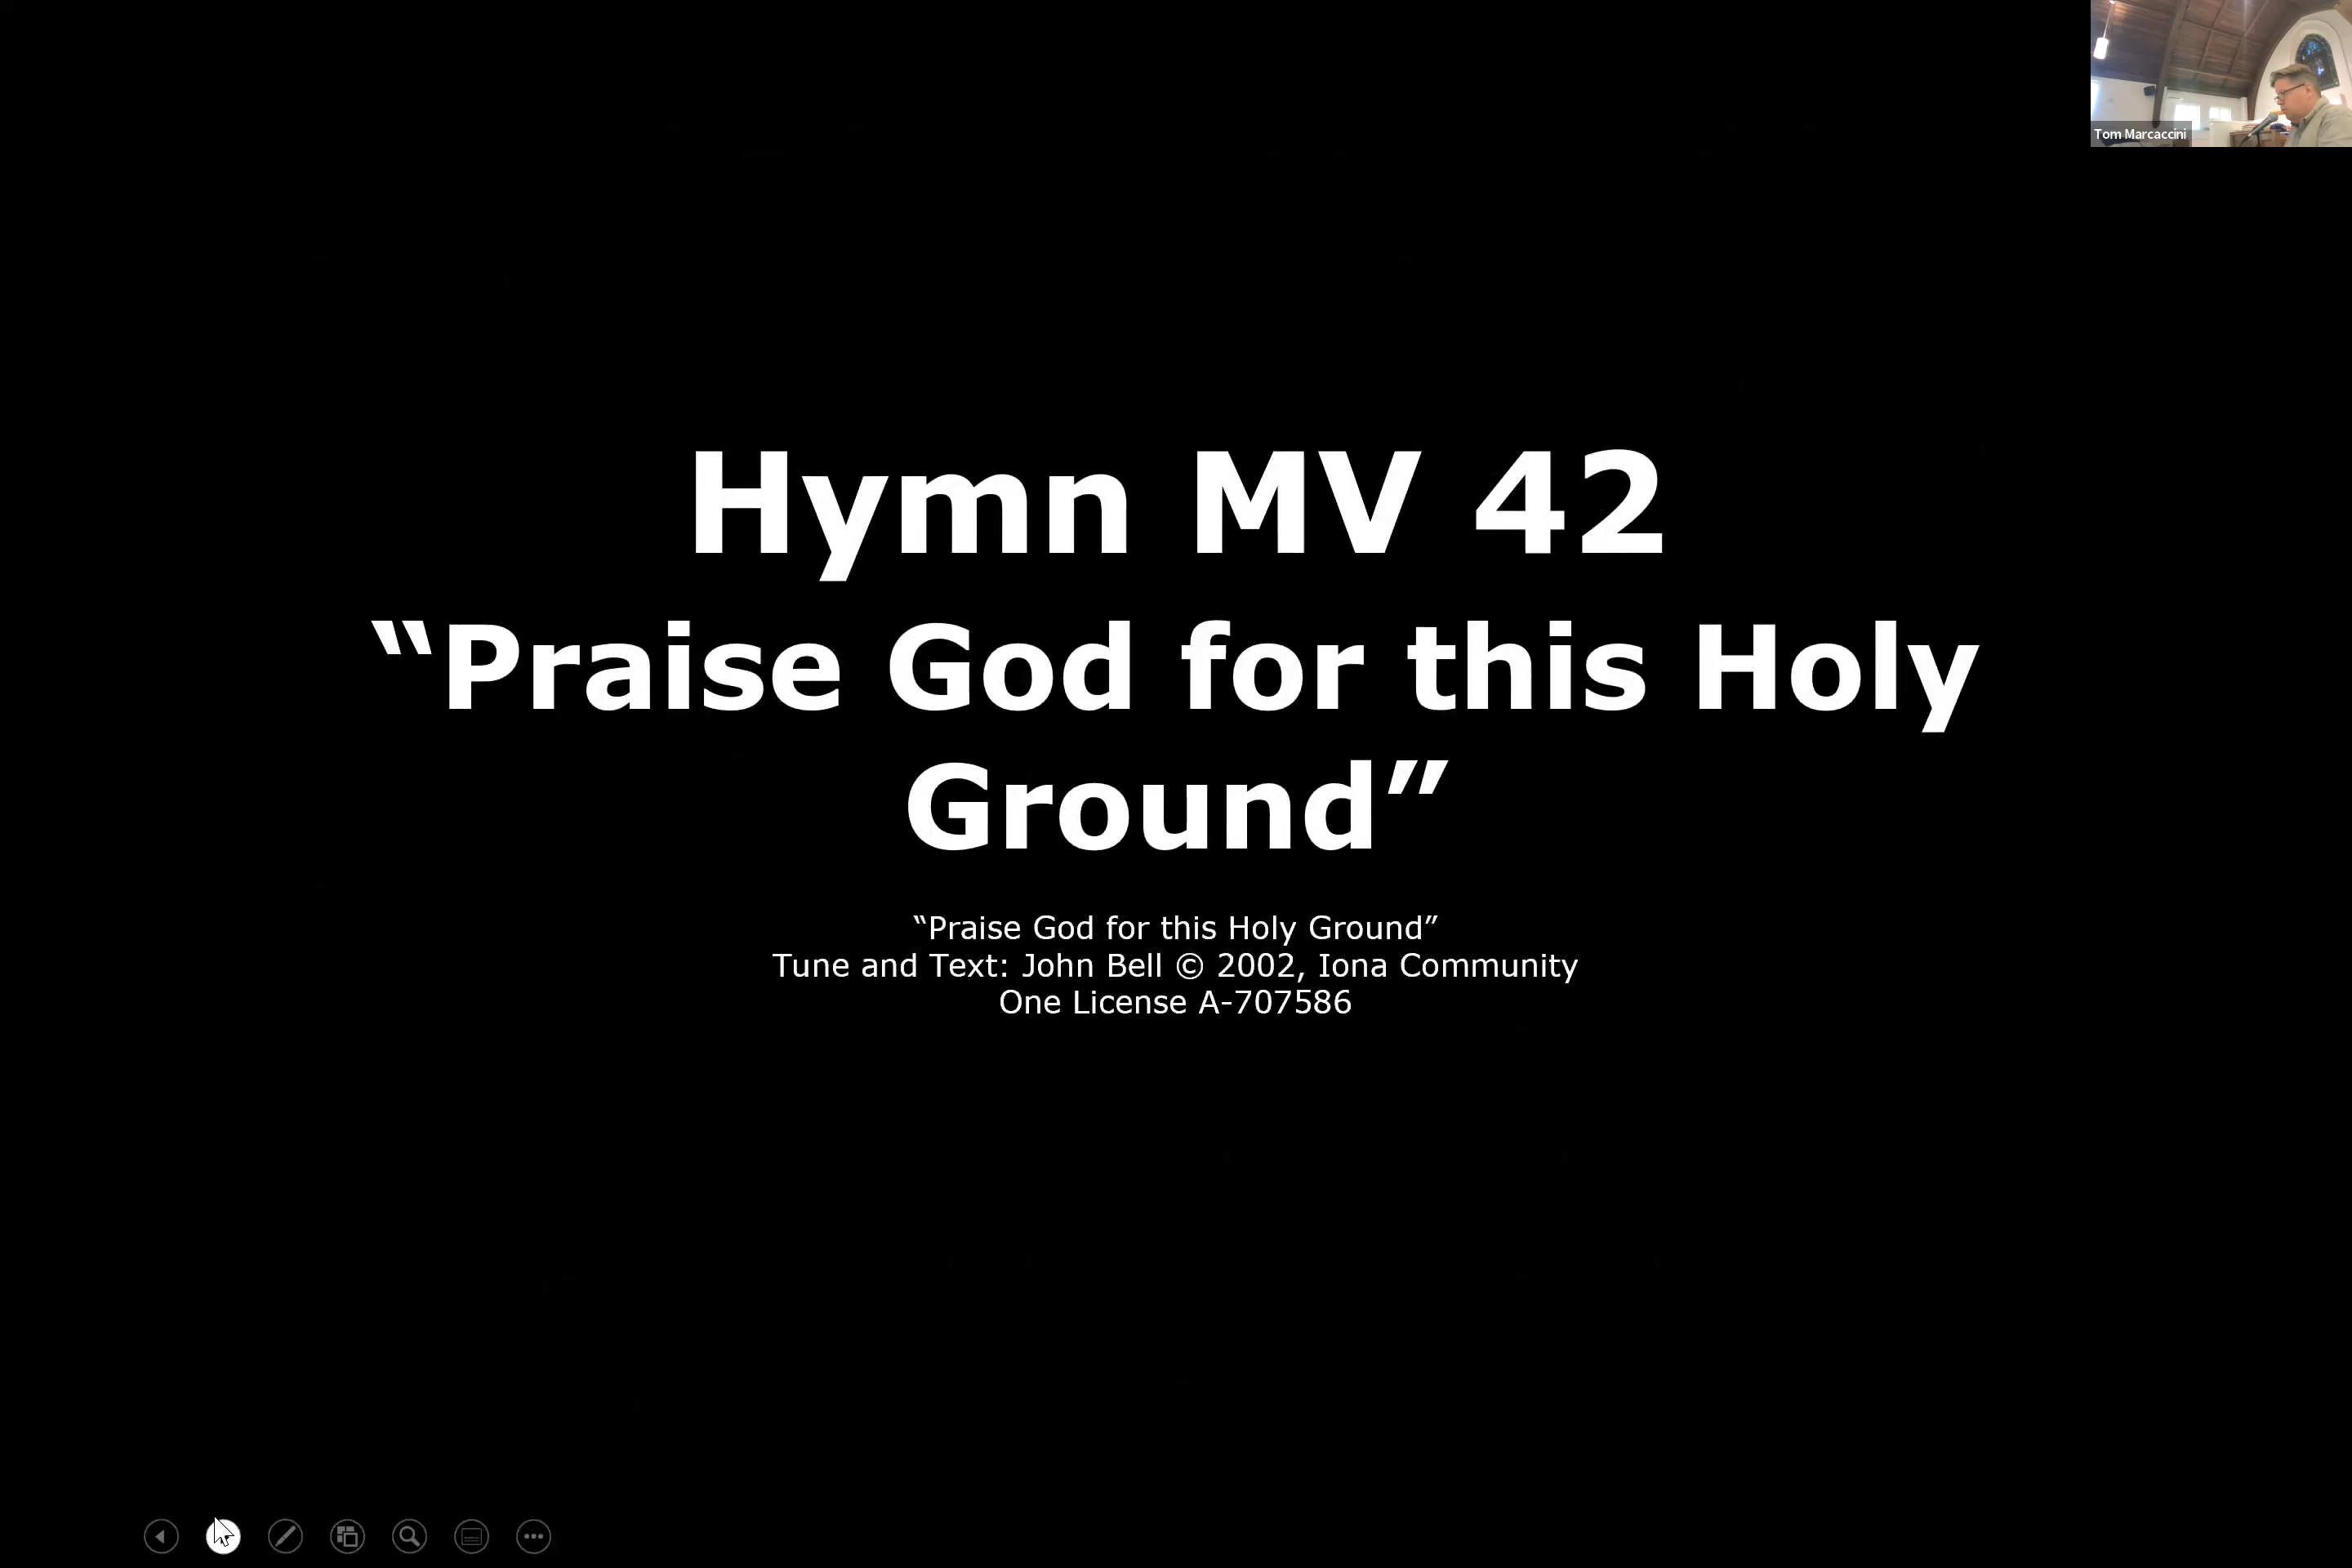 Tom Marcaccini
Hymn MV 42
“Praise God for this Holy
Ground”
“Praise God for this Holy Ground”
Tune and Text: John Bell © 2002, Iona Community
One License A-707586